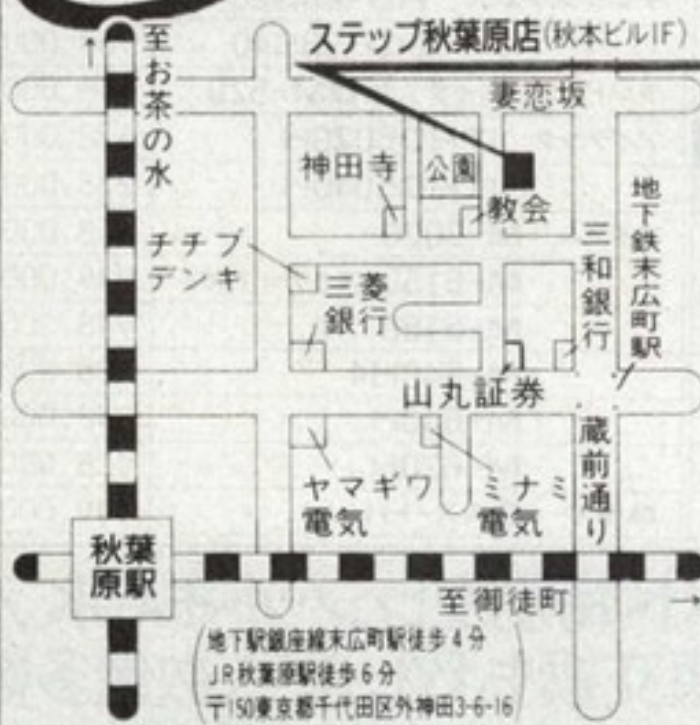 ステップ秋葉原店(秋本ビル1F)
至お茶の水
妻恋坂
神田寺
公園
教会
地下鉄末広町駅
三和銀行
チチブ
デンキ
三菱
銀行
山丸証券
蔵前通り
ヤマギワ
電気
ミナミ
電気
秋葉
原駅
至御徒町
地下駅銀座線末広町駅徒歩4分
JR秋葉原駅徒歩6分
〒150東京都千代田区外神田3-6-16